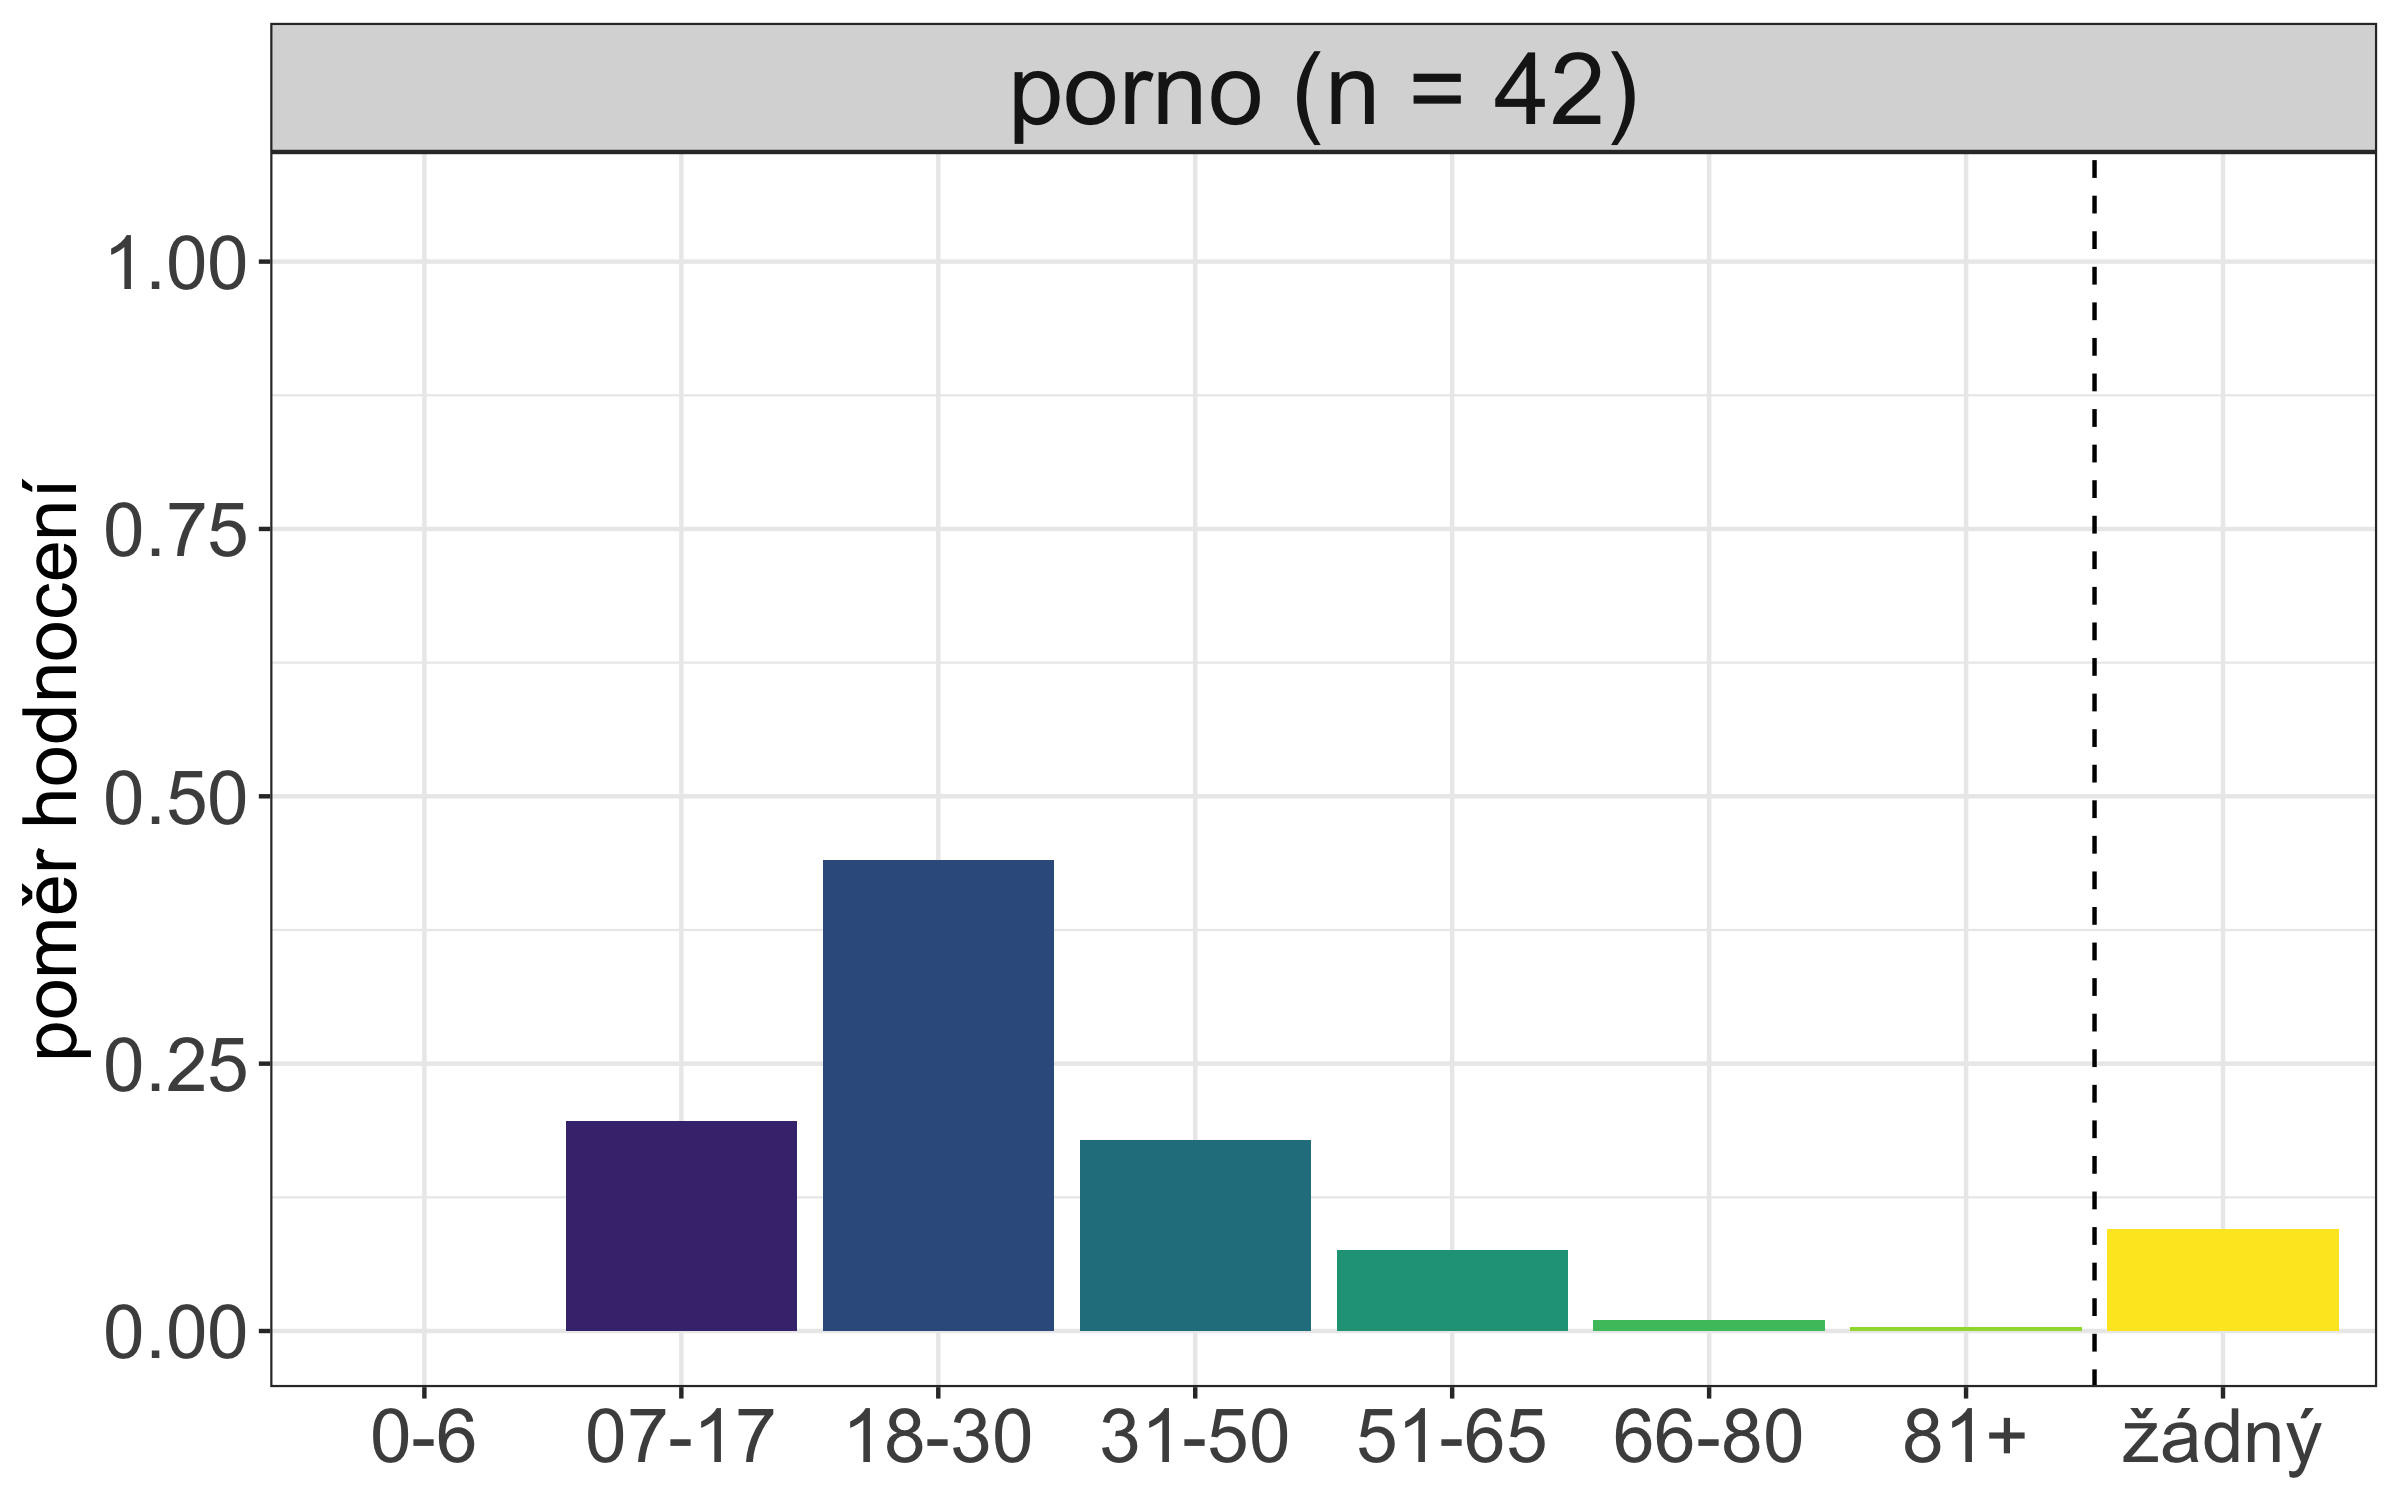 porno (n = 42)
poměr hodnocení
1.00
0.75
0.50
0.25
0.00
0-6 07-17 18-30 31-50 51-65 66-80 81+ žádný